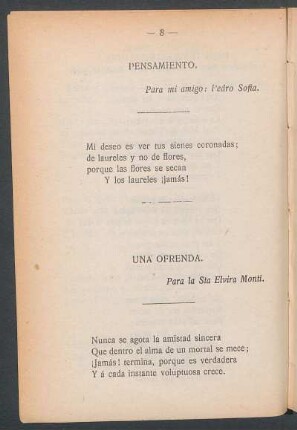 — 8 —
PENSAMIENTO.
Para mi amigo: Pedro Sofia.
Mi deseo es ver tus sienes coronadas;
de laureles y no de flores,
porque las flores se secan
Y los laureles ¡jamás!
UNA OFRENDA.
Para la Sta Elvira Monti.
Nunca se agota la amistad sincera
Que dentro el alma de un mortal se mece;
¡Jamás! termina, porque es verdadera
Y á cada instante voluptuosa crece.